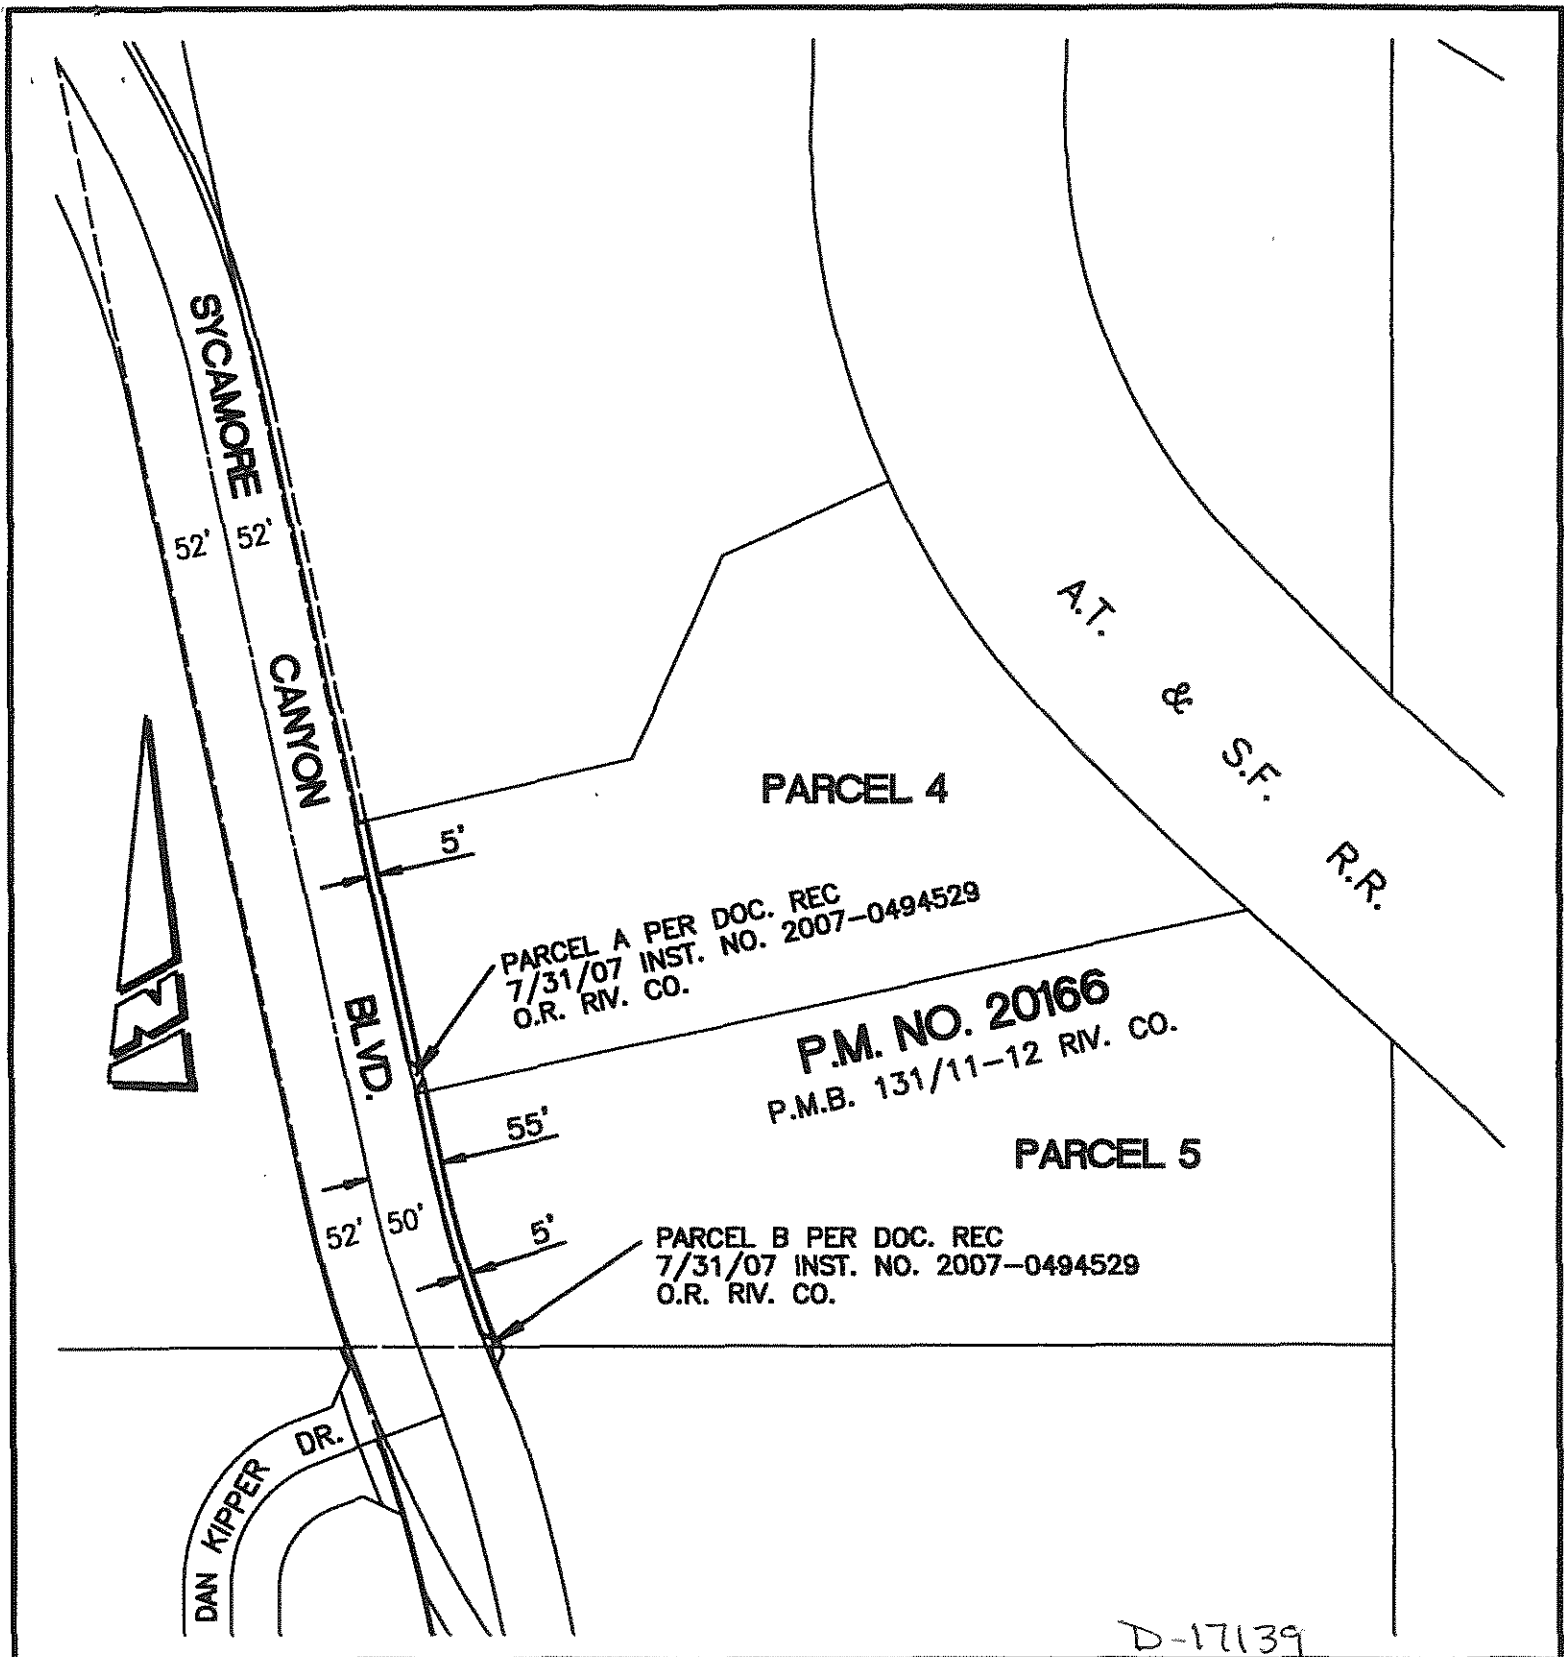 SYCAMORE
52' 52'
CANYON
BLVD.
PARCEL 4
5'
A.T. & S.F. R.R.
PARCEL A PER DOC. REC
7/31/07 INST. NO. 2007-0494529
O.R. RIV. CO.
P.M. NO. 20166
P.M.B. 131/11-12 RIV. CO.
55'
PARCEL 5
52' 50'
5'
PARCEL B PER DOC. REC
7/31/07 INST. NO. 2007-0494529
O.R. RIV. CO.
DAN KIPPER DR.
N
D-17139